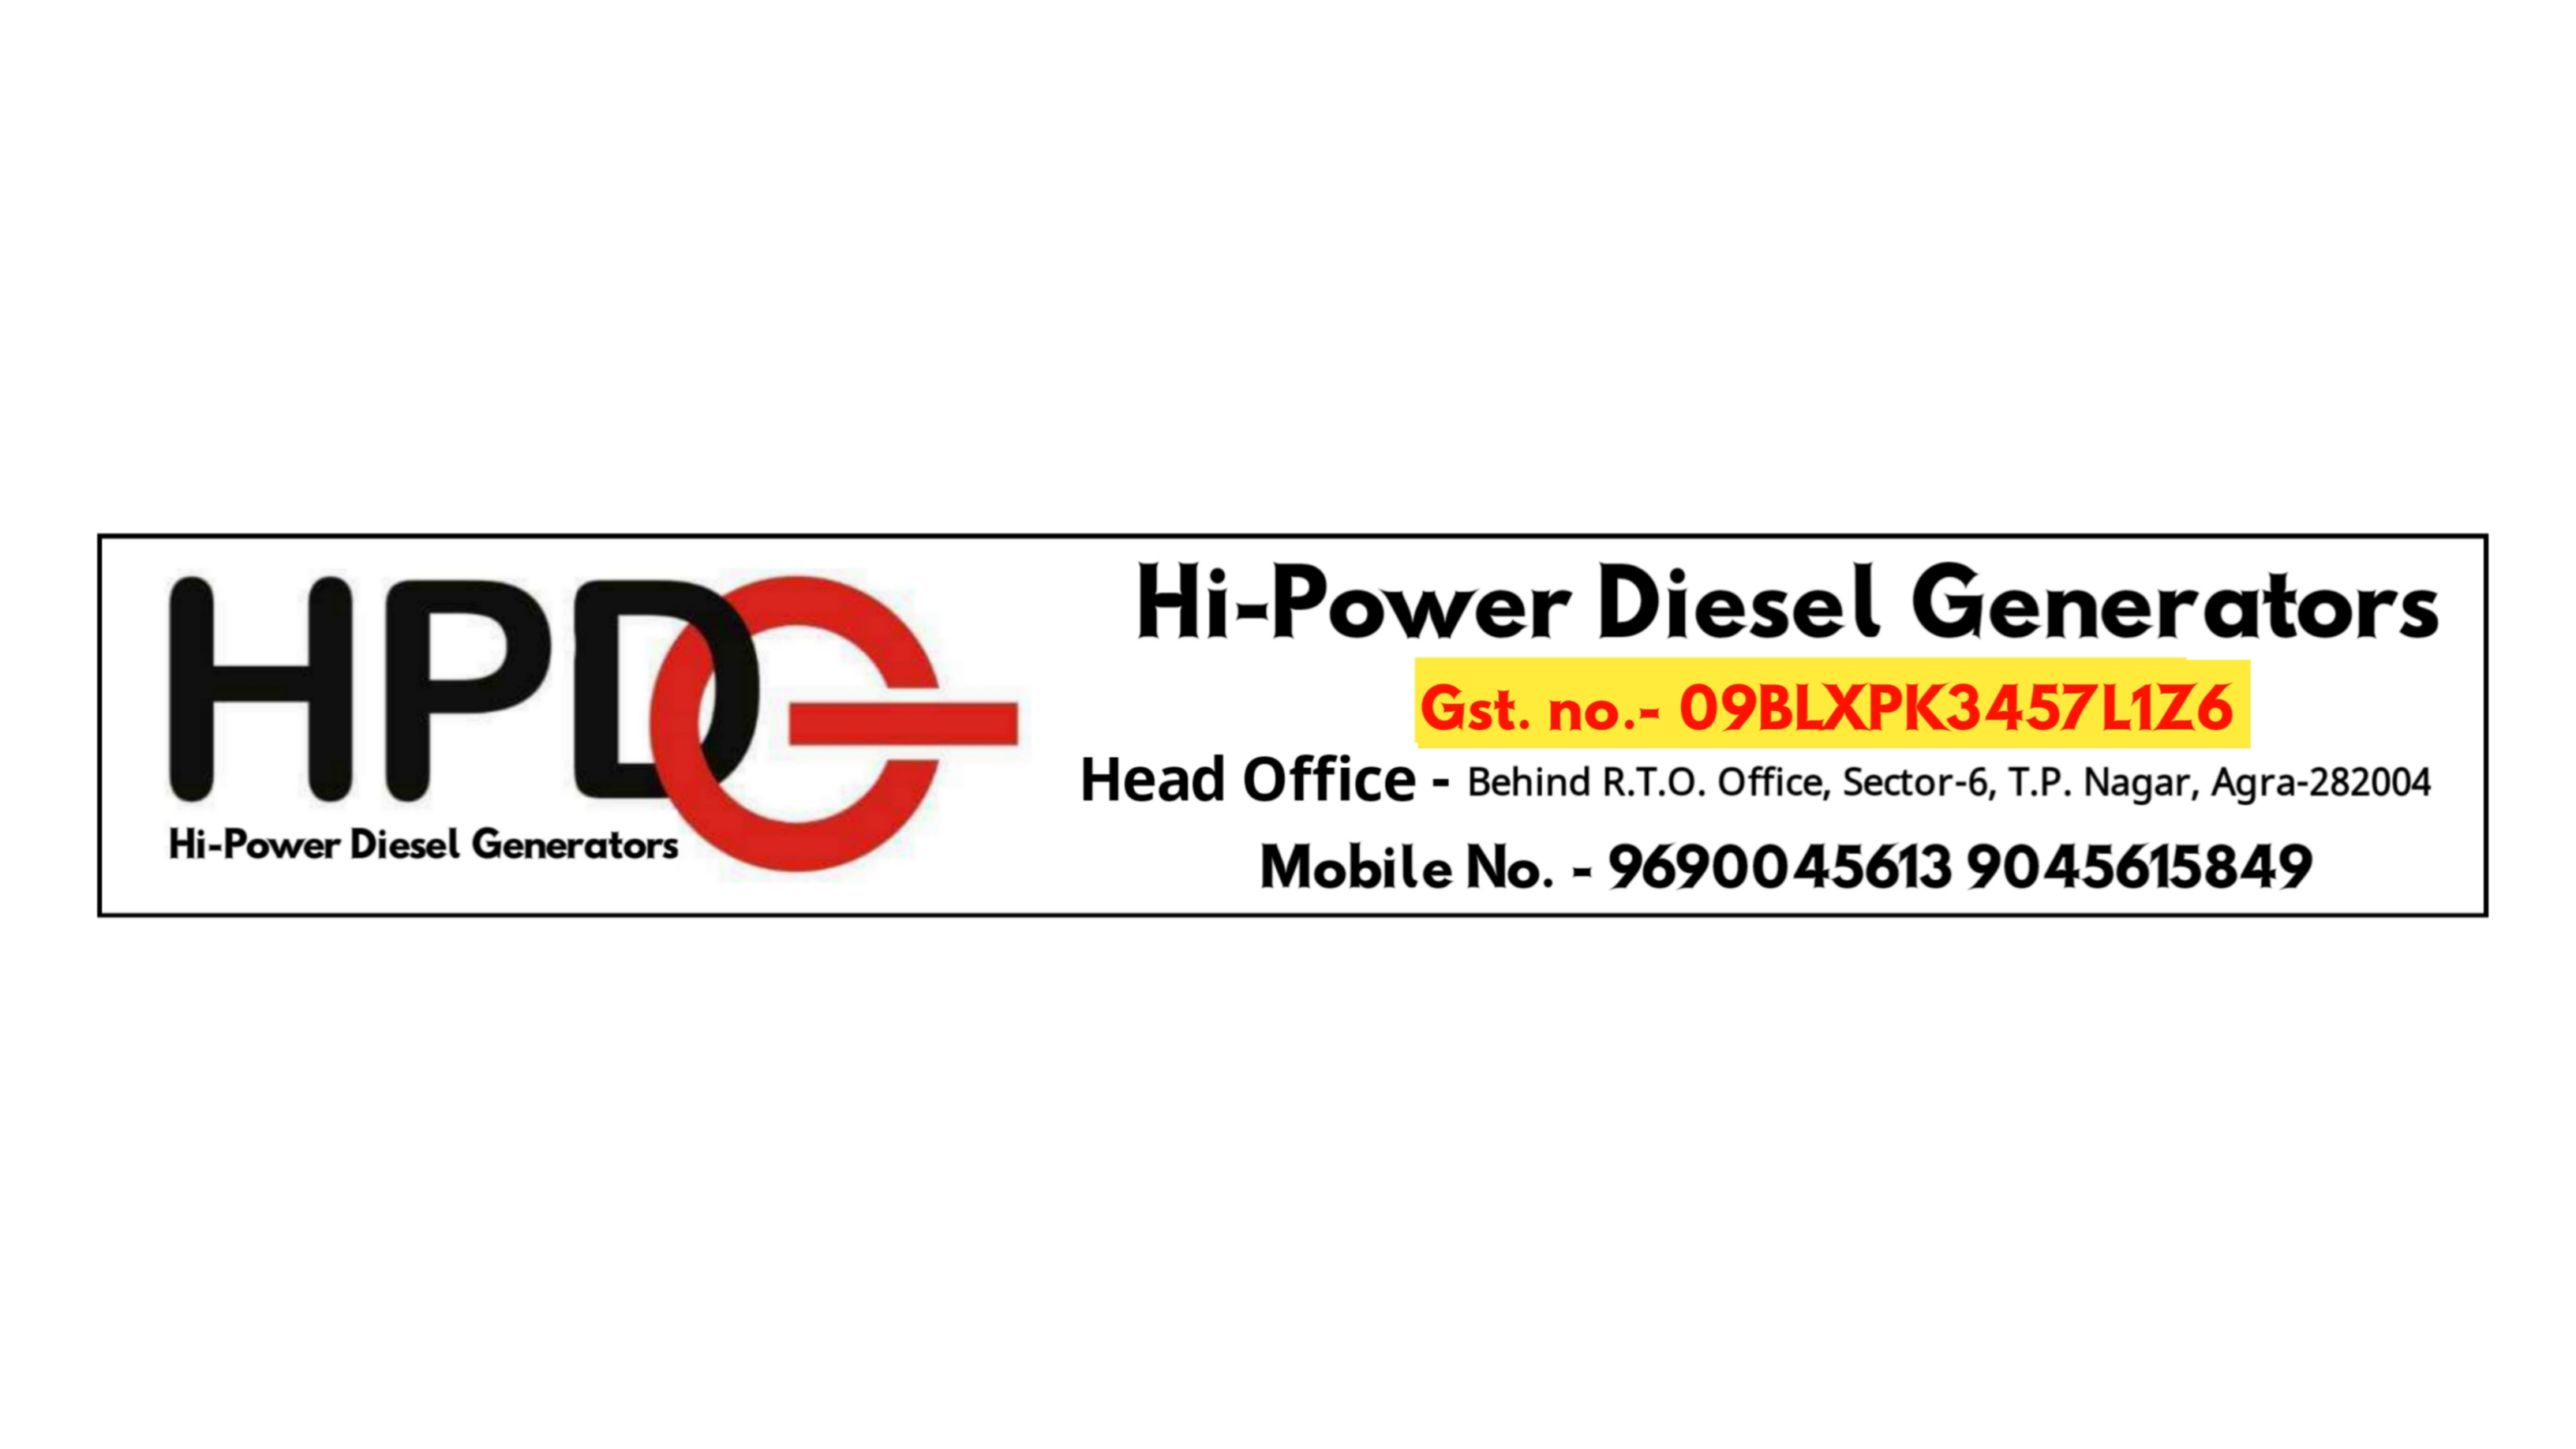 HPDG
Hi-Power Diesel Generators
Hi-Power Diesel Generators
Gst. no.- 09BLXPK3457L1Z6
Head Office - Behind R.T.O. Office, Sector-6, T.P. Nagar, Agra-282004
Mobile No. - 9690045613 9045615849